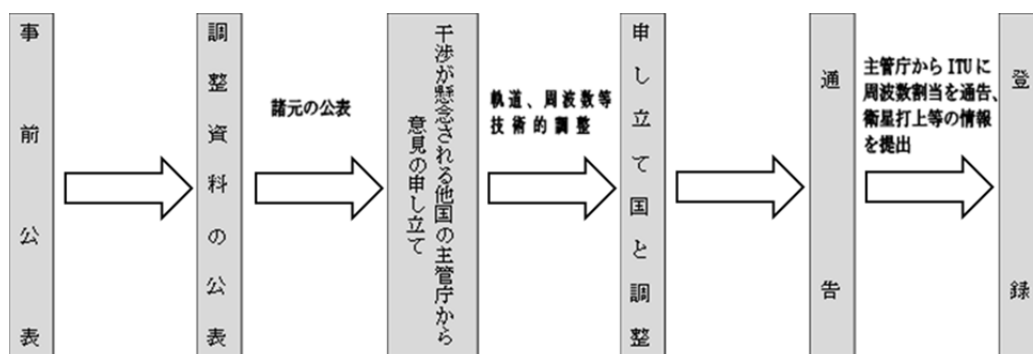 事前公表
調整資料の公表
諸元の公表
干渉が懸念される他国の主管庁から
意見の申し立て
軌道、周波数等
技術的調整
申し立て国と調整
通告
主管庁から ITUに
周波数割当を通告、
衛星打上等の情報
を提出
登録